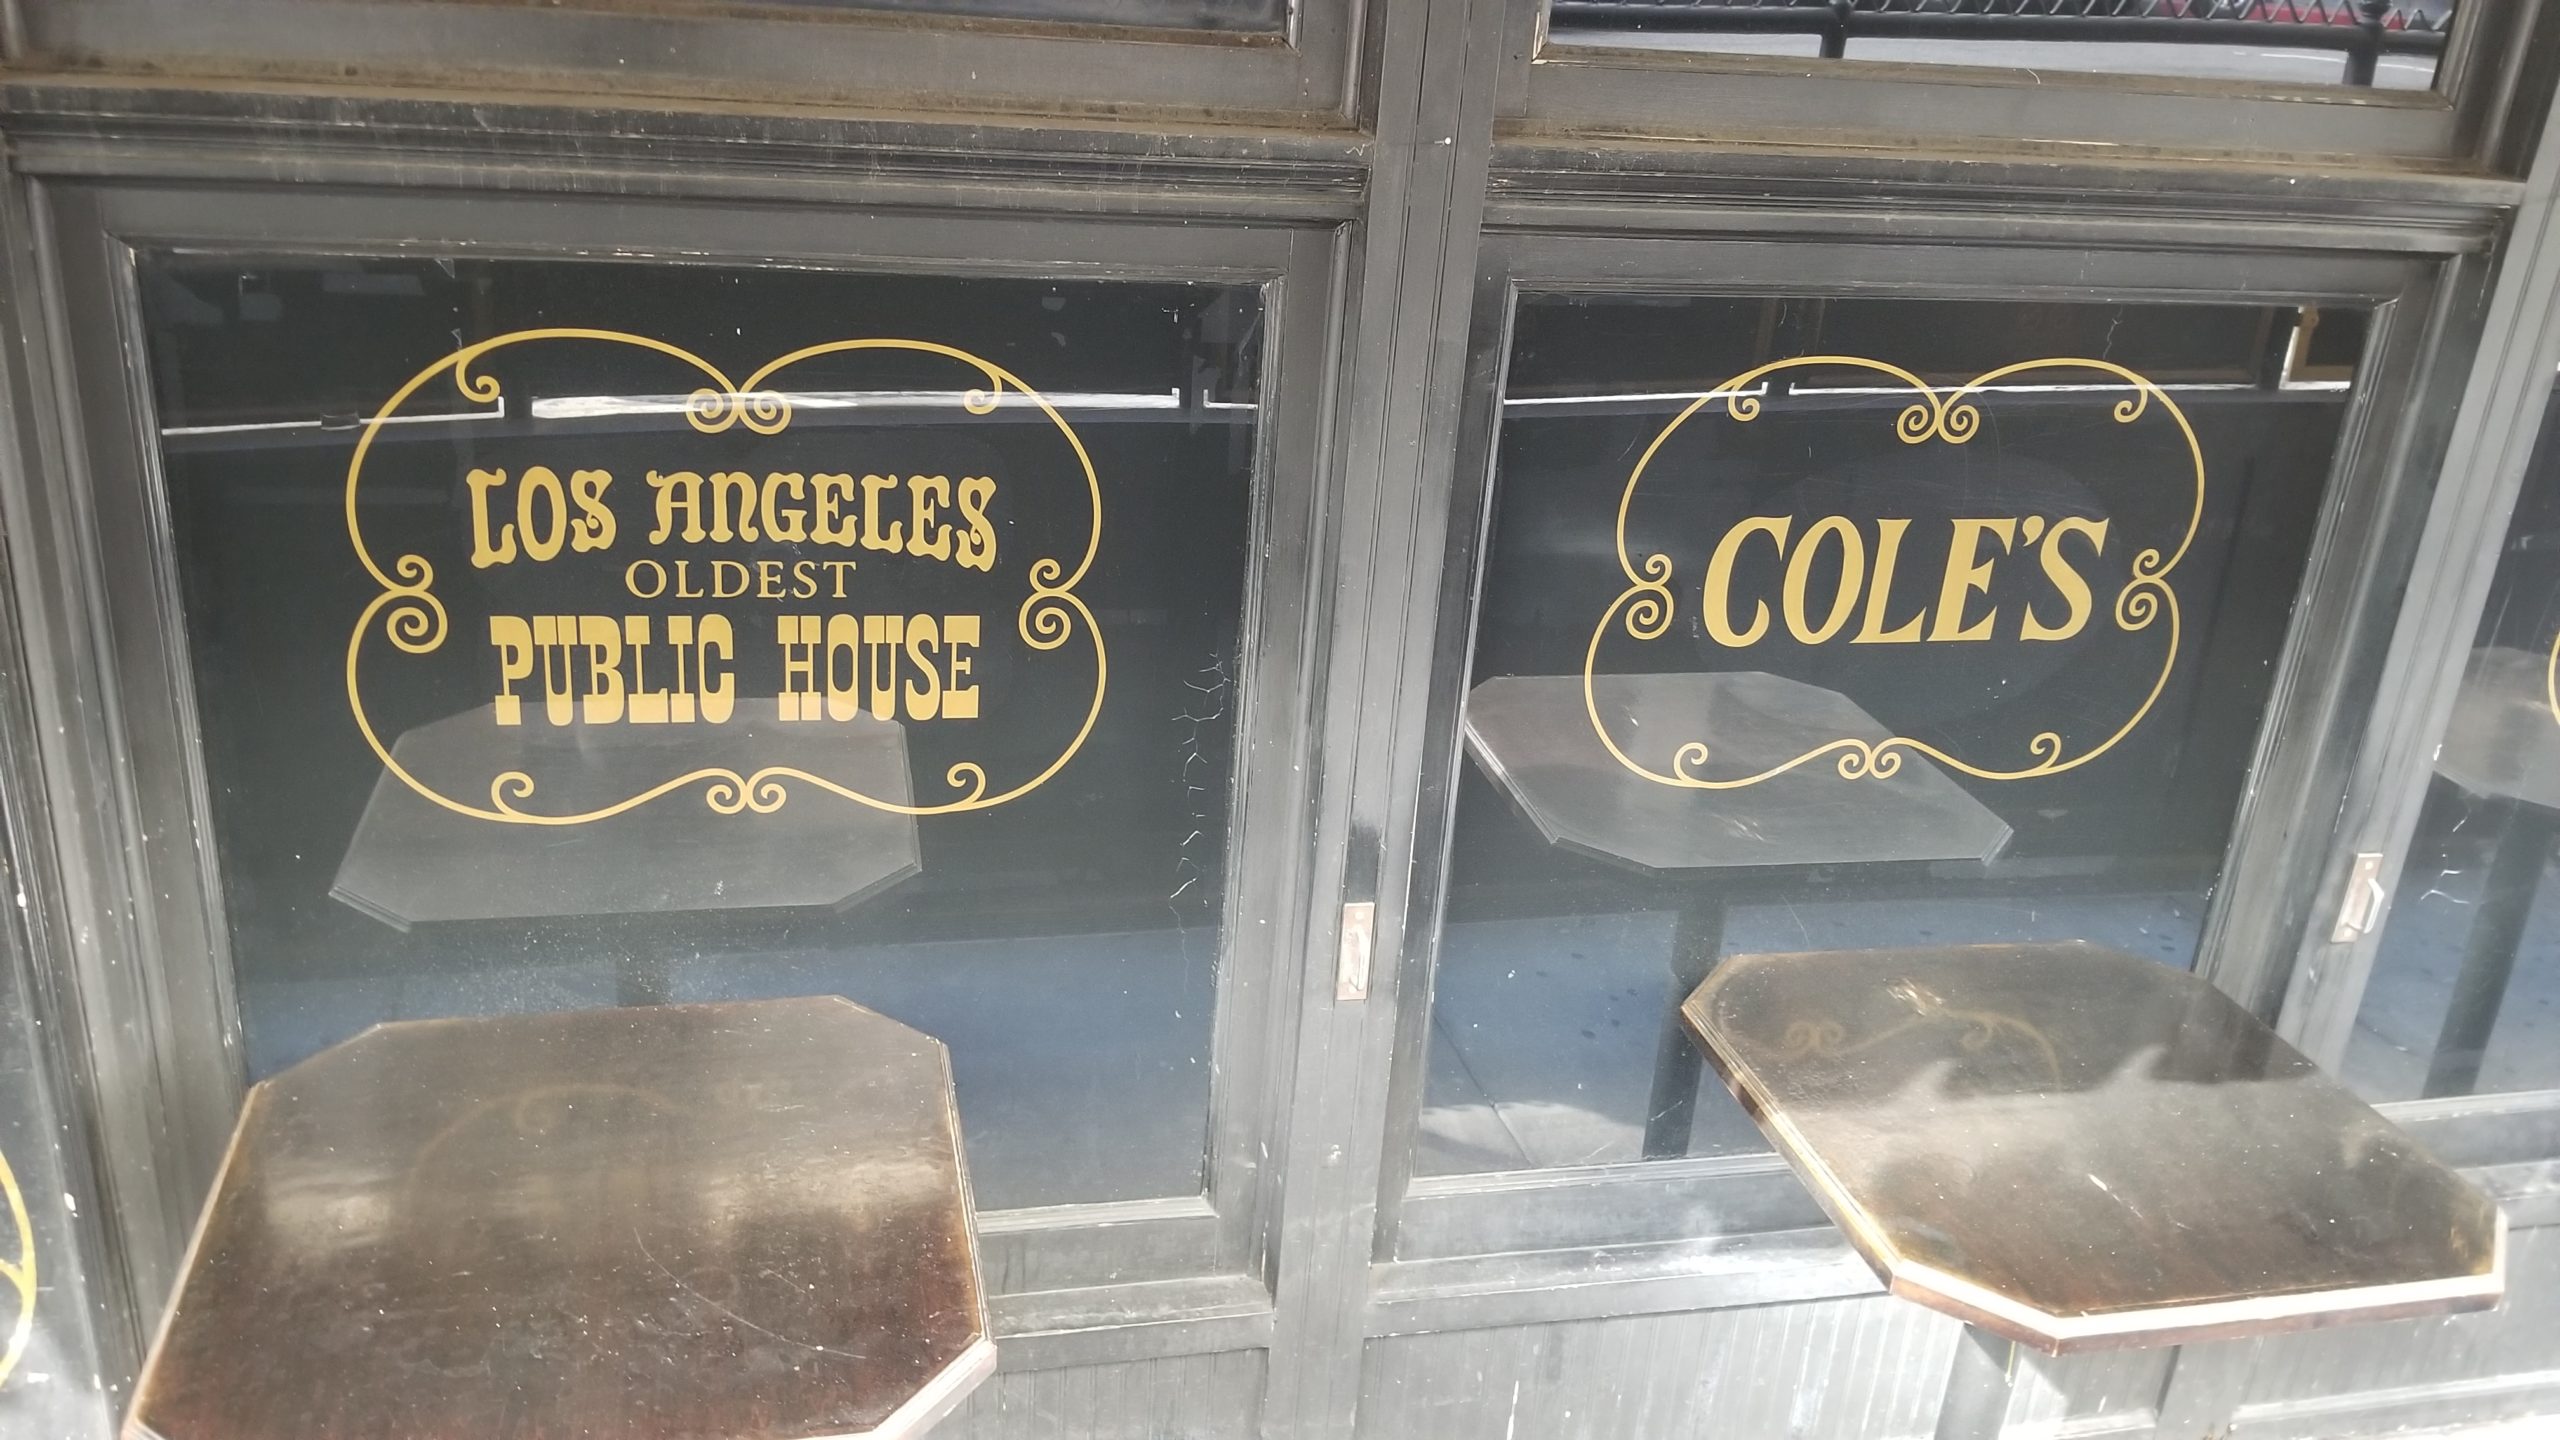 LOS ANGELES
OLDEST
PUBLIC HOUSE
COLE'S